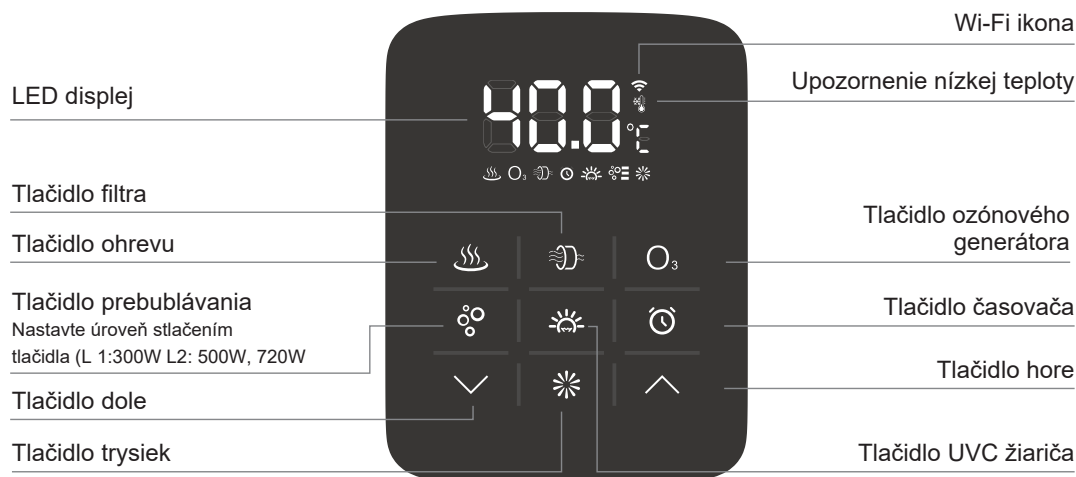 Wi-Fi ikona
LED displej
Upozornenie nízkej teploty
40.0
°C
O₃
Tlačidlo filtra
Tlačidlo ozónového
generátora
Tlačidlo ohrevu
O₃
Tlačidlo prebublávania
Nastavte úroveň stlačením
tlačidla (L 1:300W L2: 500W, 720W
Tlačidlo časovača
Tlačidlo hore
Tlačidlo dole
Tlačidlo trysiek
Tlačidlo UVC žiariča